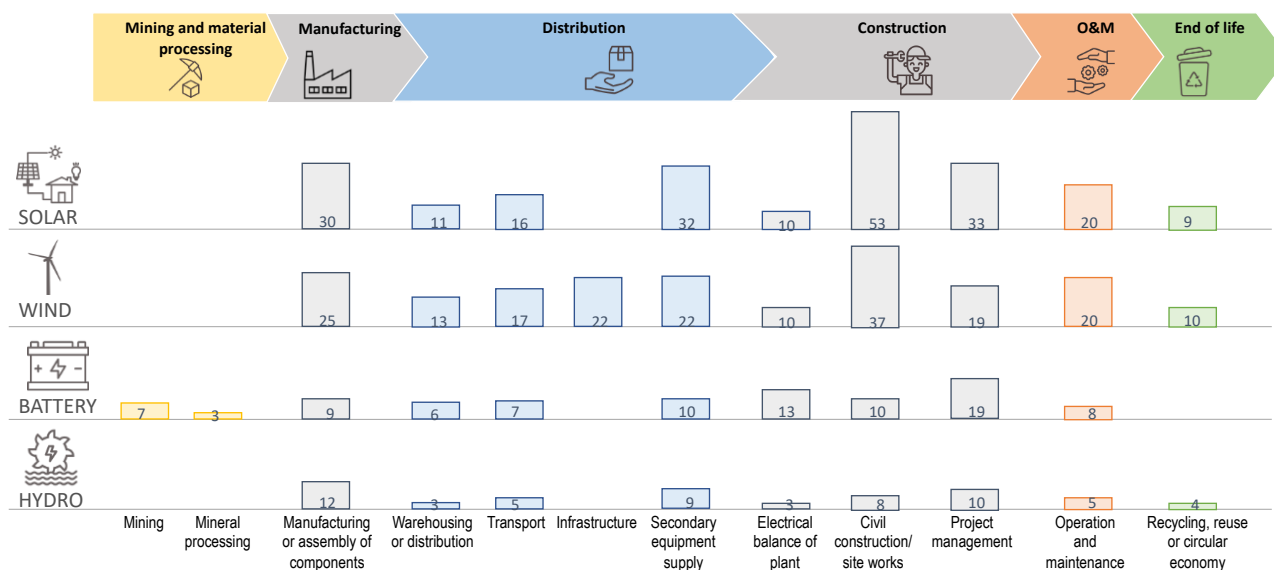 Mining and material
processing
Manufacturing
Distribution
Construction
O&M
End of life
SOLAR
30
11
16
32
10
53
33
20
9
WIND
25
13
17
22
22
10
37
19
20
10
BATTERY
7
3
9
6
7
10
13
10
19
8
HYDRO
12
3
5
9
3
8
10
5
4
Mining
Mineral
processing
Manufacturing
or assembly of
components
Warehousing
or distribution
Transport
Infrastructure
Secondary
equipment
supply
Electrical
balance of
plant
Civil
construction/
site works
Project
management
Operation
and
maintenance
Recycling, reuse
or circular
economy